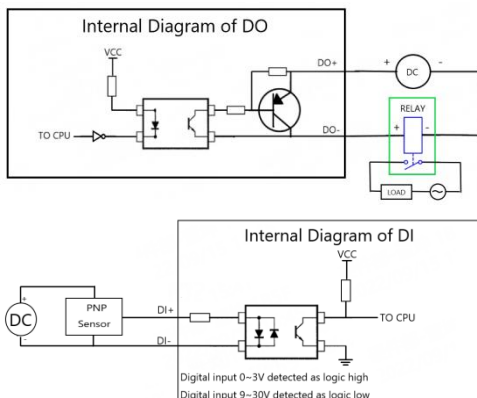 Internal Diagram of DO
VCC
TO CPU
DO+
DO-
+ DC -
RELAY
+ -
LOAD
Internal Diagram of DI
VCC
+
DC
-
PNP
Sensor
DI+
DI-
TO CPU
Digital input 0~3V detected as logic high
Digital input 9~30V detected as logic low